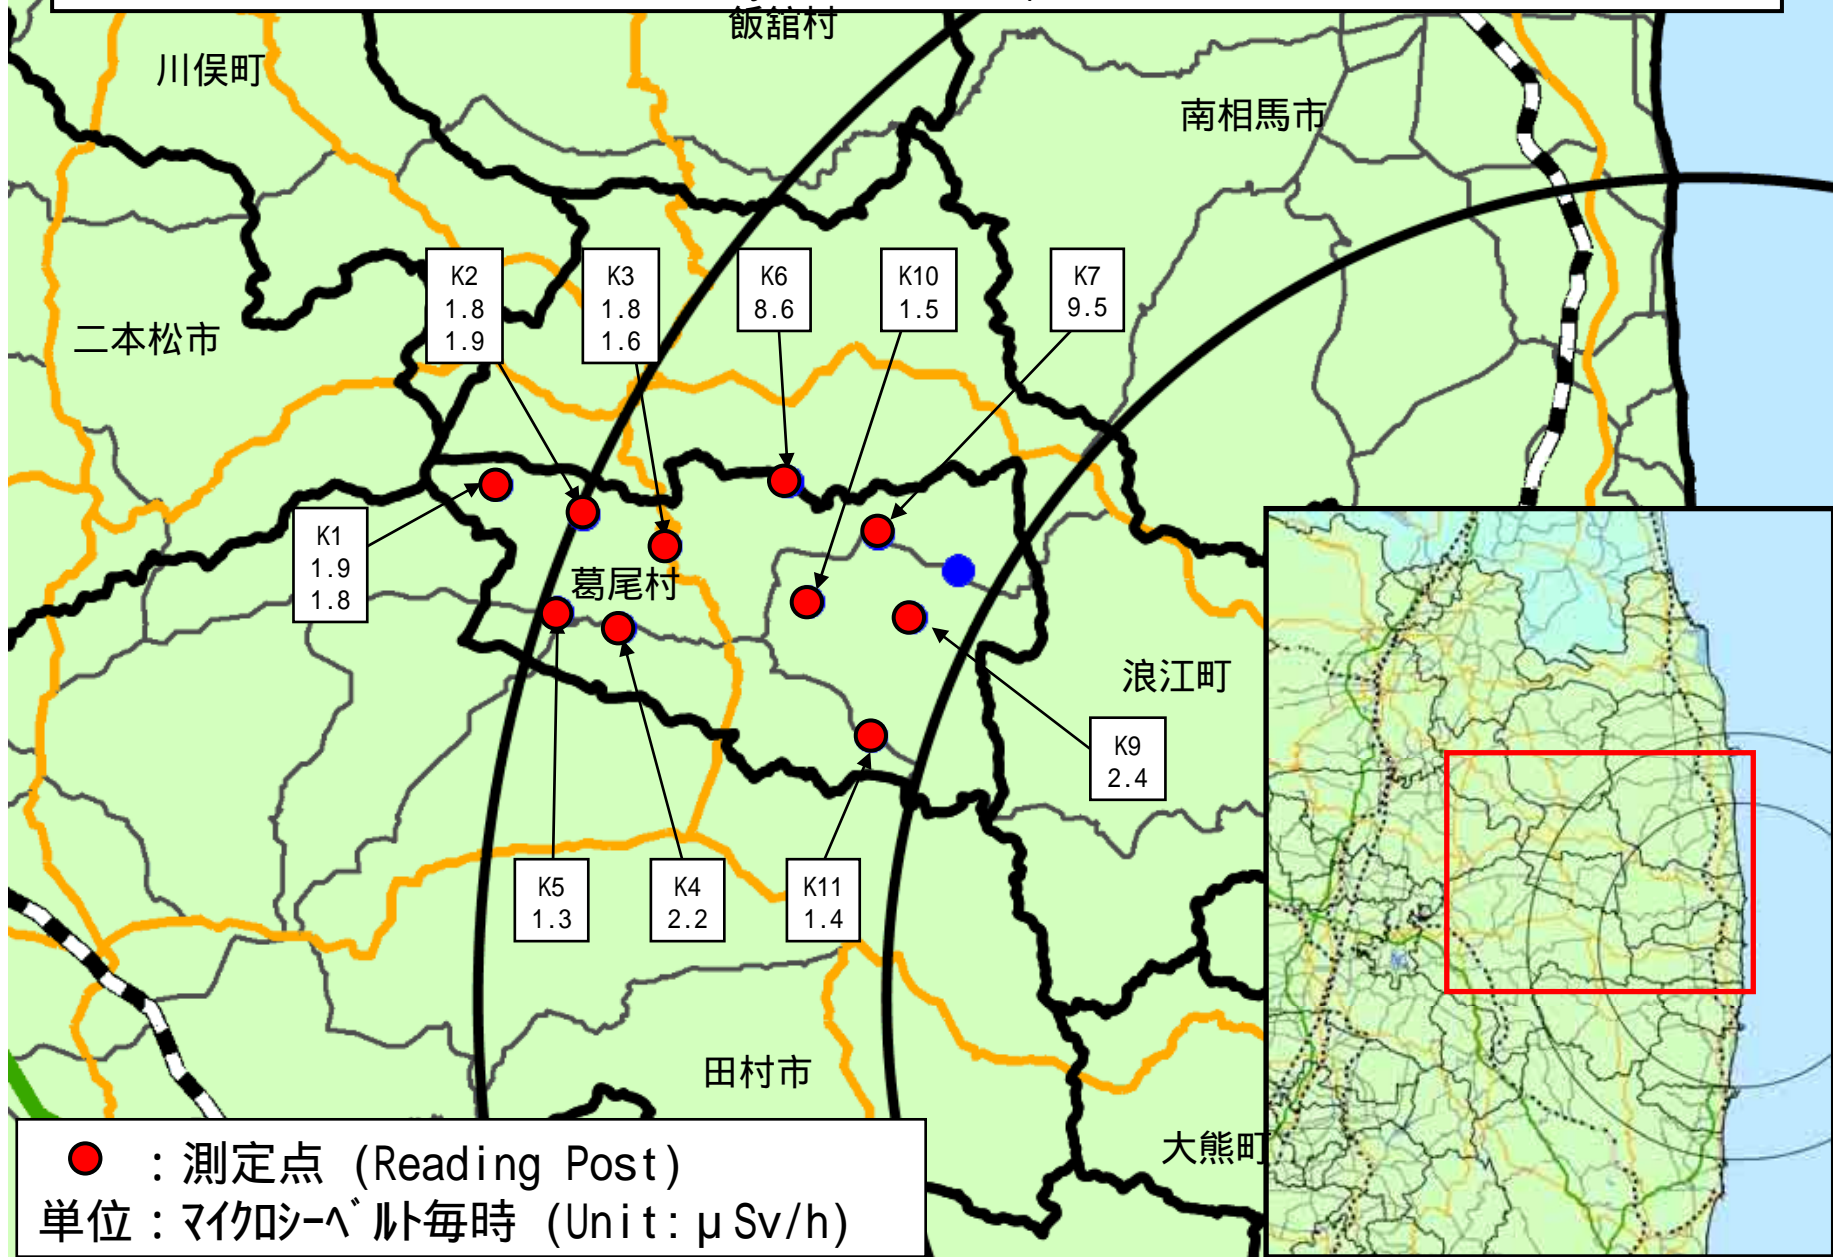 飯舘村
川俣町
南相馬市
K2
1.8
1.9
K3
1.8
1.6
K6
8.6
K10
1.5
K7
9.5
二本松市
K1
1.9
1.8
葛尾村
浪江町
K9
2.4
K5
1.3
K4
2.2
K11
1.4
田村市
大熊町
：測定点 (Reading Post)
単位：マイクロシーベルト毎時 (Unit: μSv/h)